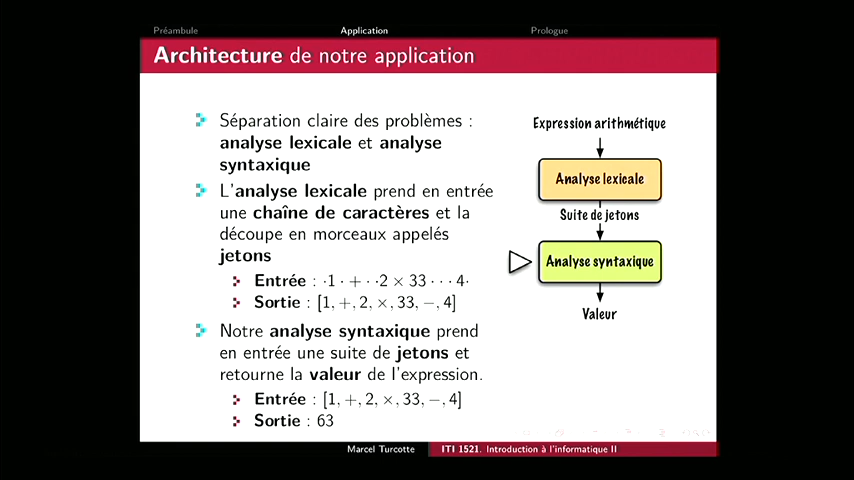 Préambule Application Prologue
Architecture de notre application
Séparation claire des problèmes :
analyse lexicale et analyse
syntaxique
L'analyse lexicale prend en entrée
une chaîne de caractères et la
découpe en morceaux appelés
jetons
Entrée : ·1 · + · ·2 × 33 · · · 4·
Sortie : [1, +, 2, ×, 33, −, 4]
Notre analyse syntaxique prend
en entrée une suite de jetons et
retourne la valeur de l'expression.
Entrée : [1, +, 2, ×, 33, −, 4]
Sortie : 63
Expression arithmétique
Analyse lexicale
Suite de jetons
Analyse syntaxique
Valeur
Marcel Turcotte ITI 1521. Introduction à l'informatique II